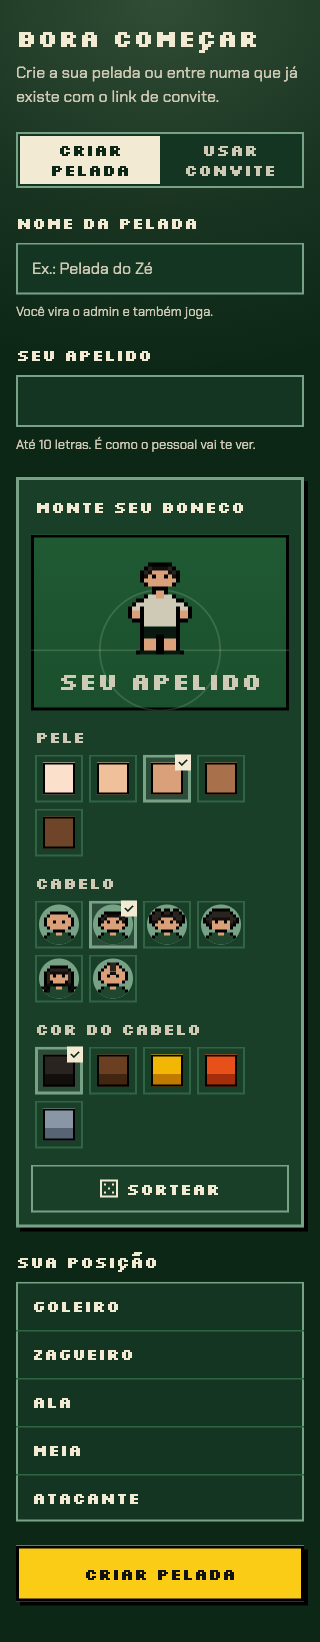 BORA COMEÇAR
Crie a sua pelada ou entre numa que já
existe com o link de convite.
CRIAR
PELADA
USAR
CONVITE
NOME DA PELADA
Ex.: Pelada do Zé
Você vira o admin e também joga.
SEU APELIDO
Até 10 letras. É como o pessoal vai te ver.
MONTE SEU BONECO
SEU APELIDO
PELE
CABELO
COR DO CABELO
SORTEAR
SUA POSIÇÃO
GOLEIRO
ZAGUEIRO
ALA
MEIA
ATACANTE
CRIAR PELADA